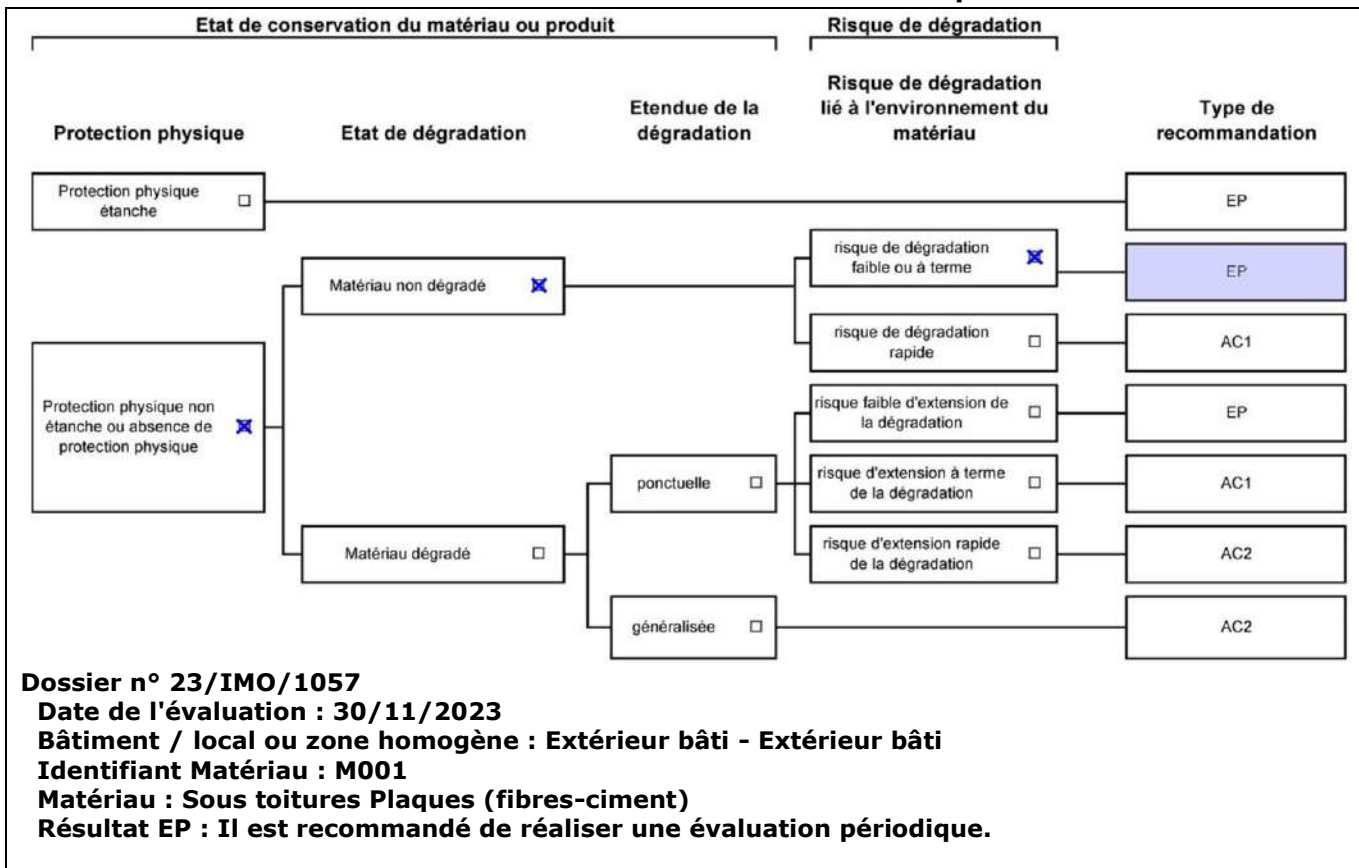 Etat de conservation du matériau ou produit
Risque de dégradation
Protection physique
Etat de dégradation
Etendue de la
dégradation
Risque de dégradation
lié à l'environnement du
matériau
Type de
recommandation
Protection physique
étanche
EP
risque de dégradation
faible ou à terme
EP
Matériau non dégradé
risque de dégradation
rapide
AC1
Protection physique non
étanche ou absence de
protection physique
risque faible d'extension de
la dégradation
EP
ponctuelle
risque d'extension à terme
de la dégradation
AC1
Matériau dégradé
risque d'extension rapide
de la dégradation
AC2
généralisée
AC2
Dossier n° 23/IMO/1057
Date de l'évaluation : 30/11/2023
Bâtiment / local ou zone homogène : Extérieur bâti - Extérieur bâti
Identifiant Matériau : M001
Matériau : Sous toitures Plaques (fibres-ciment)
Résultat EP : Il est recommandé de réaliser une évaluation périodique.